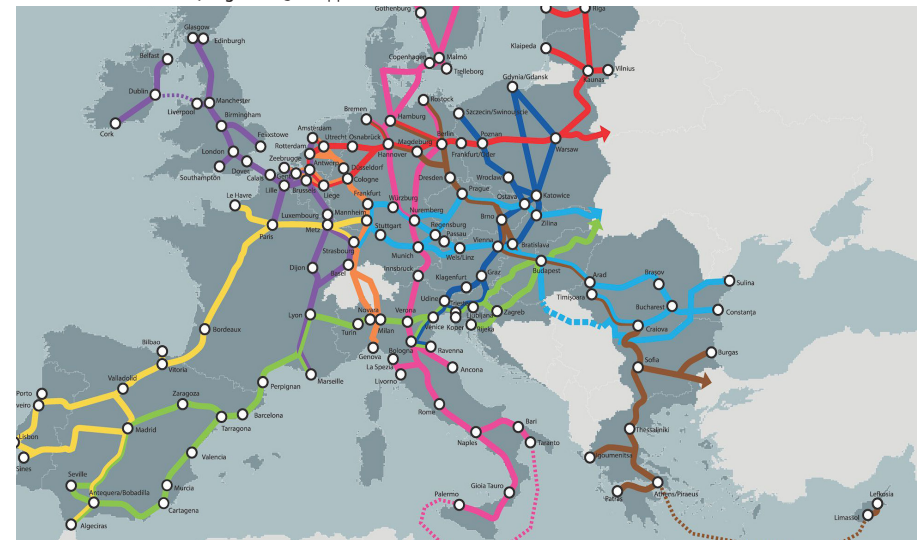 Gothenburg
Riga
Glasgow
Edinburgh
Klaipeda
Belfast
Copenhagen
Malmö
Trelleborg
Kaunas
Vilnius
Gdynia/Gdansk
Dublin
Rostock
Manchester
Liverpool
Bremen
Szczecin/Swinoujście
Hamburg
Birmingham
Cork
Amsterdam
Felixstowe
Utrecht
Osnabrück
Magdeburg
Berlin
Poznan
Rotterdam
London
Hannover
Frankfurt/Oder
Warsaw
Zeebrugge
Dover
Antwerp
Southampton
Calais
Gent
Düsseldorf
Dresden
Wroclaw
Cologne
Lille
Brussels
Liege
Le Havre
Frankfurt
Prague
Katowice
Würzburg
Ostava
Luxembourg
Mannheim
Nuremberg
Paris
Metz
Stuttgart
Regensburg
Brno
Zilina
Passau
Strasbourg
Munich
Wels/Linz
Vienna
Bratislava
Dijon
Basel
Innsbruck
Budapest
Klagenfurt
Graz
Arad
Braşov
Sulina
Timişoara
Udine
Lyon
Novara
Verona
Ljubljana
Zagreb
Bucharest
Constanţa
Turin
Milan
Venice
Koper
Rijeka
Craiova
Bordeaux
Bilbao
Genova
Bologna
Ravenna
La Spezia
Sofia
Burgas
Vitoria
Ancona
Livorno
Marseille
Perpignan
Valladolid
Porto
Zaragoza
Aveiro
Barcelona
Rome
Tarragona
Madrid
Bari
Thessaloniki
Lisbon
Naples
Taranto
Valencia
Igoumenitsa
Sines
Seville
Murcia
Antequera/Bobadilla
Gioia Tauro
Palermo
Patras
Athens/Piraeus
Lefkosia
Cartagena
Limassol
Algeciras